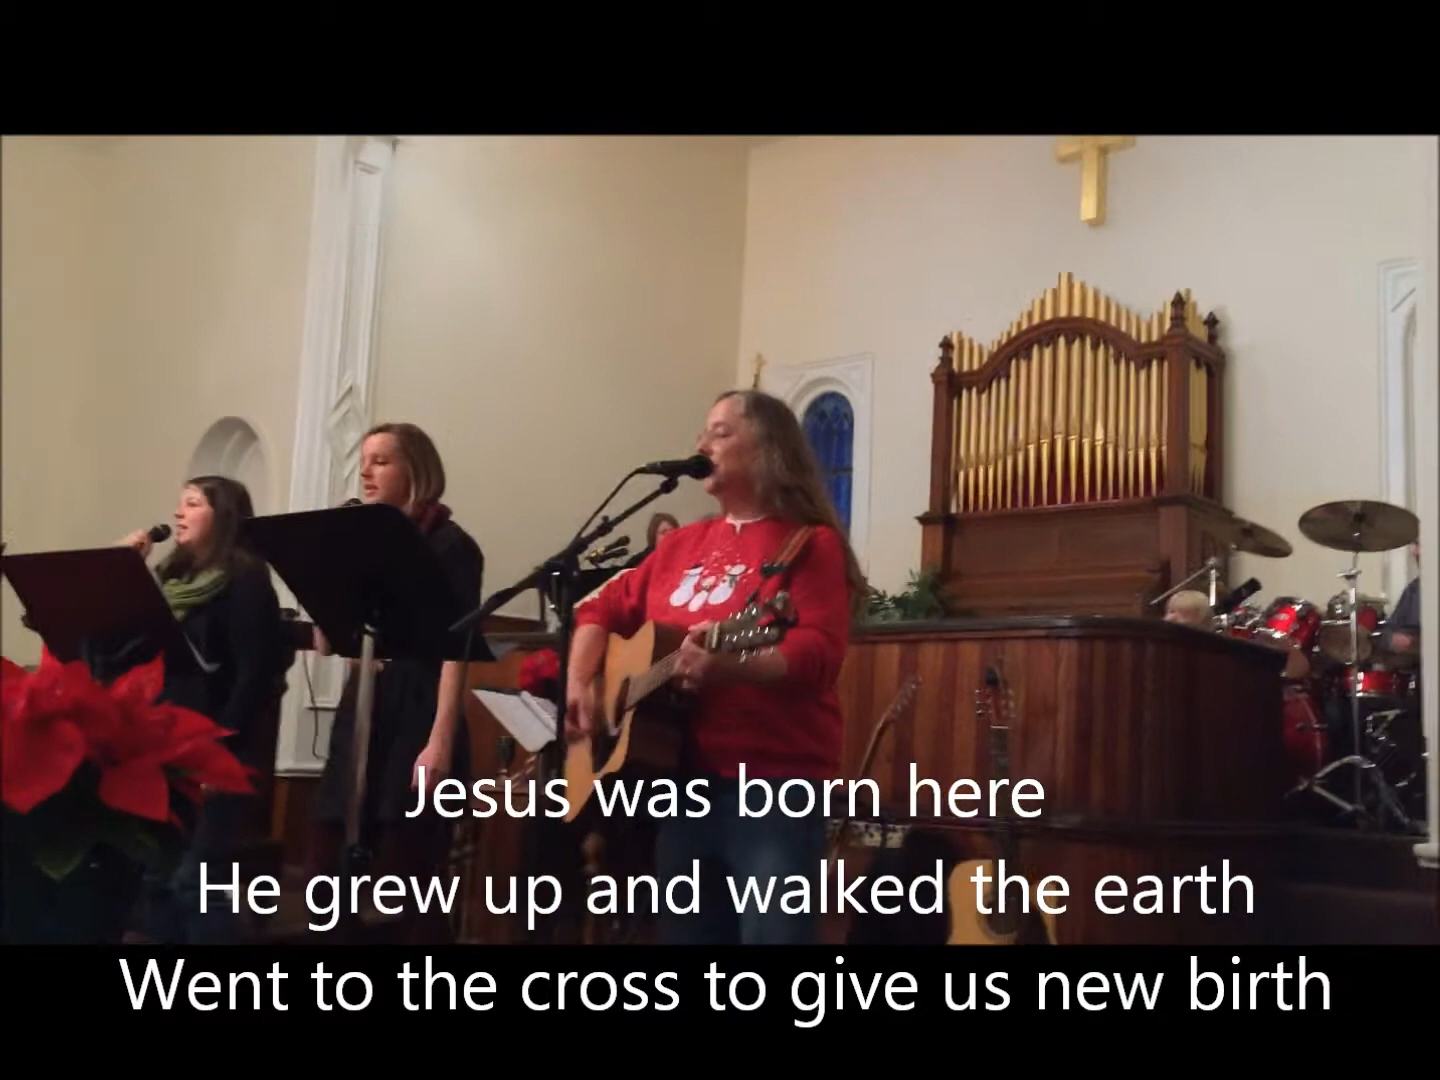 Jesus was born here
He grew up and walked the earth
Went to the cross to give us new birth